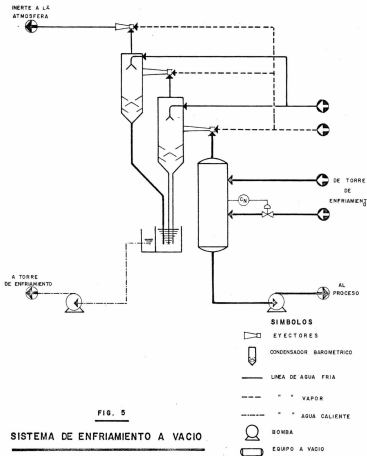 INERTE A LA
ATMOSFERA
DE TORRE
DE
ENFRIAMIENTO
A TORRE
DE ENFRIAMIENTO
AL
PROCESO
SIMBOLOS
EYECTORES
CONDENSADOR BAROMETRICO
LINEA DE AGUA FRIA
" " VAPOR
" " AGUA CALIENTE
BOMBA
EQUIPO A VACIO
FIG. 5
SISTEMA DE ENFRIAMIENTO A VACIO